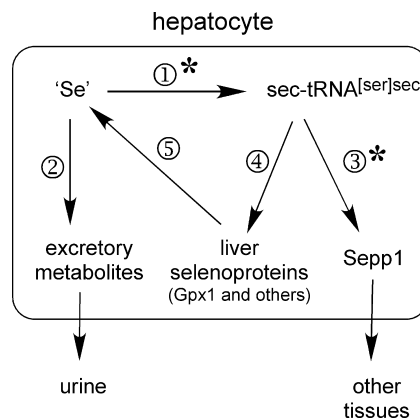 hepatocyte
①*
'Se'
sec-tRNA[ser]sec
②
⑤
④
③*
excretory
metabolites
liver
selenoproteins
(Gpx1 and others)
Sepp1
urine
other
tissues